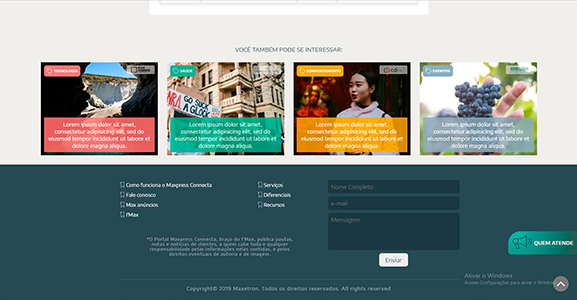 VOCÊ TAMBÉM PODE SE INTERESSAR:
TECNOLOGIA
SAÚDE
COMPORTAMENTO
EVENTOS
Lorem ipsum dolor sit amet,
consectetur adipisicing elit, sed do
eiusmod tempor incididunt ut labore et
dolore magna aliqua.
Lorem ipsum dolor sit amet,
consectetur adipisicing elit, sed do
eiusmod tempor incididunt ut labore et
dolore magna aliqua.
Lorem ipsum dolor sit amet,
consectetur adipisicing elit, sed do
eiusmod tempor incididunt ut labore et
dolore magna aliqua.
Lorem ipsum dolor sit amet,
consectetur adipisicing elit, sed do
eiusmod tempor incididunt ut labore et
dolore magna aliqua.
Como funciona o Maxpress Connecta
Fale conosco
Max anúncios
I'Max
Serviços
Diferenciais
Recursos
Nome Completo
e-mail
Mensagem
Enviar
QUEM ATENDE
*O Portal Maxpress Connecta, braço do I'Max, publica pautas,
notas e notícias de clientes, a quem cabe toda e qualquer
responsabilidade pelas informações nelas contidas, e pelos
direitos eventuais de autoria e de imagem.
Copyright© 2019 Maxetron. Todos os direitos reservados. All rights reserved
Ativar o Windows
Acesse Configurações para ativar o Windows